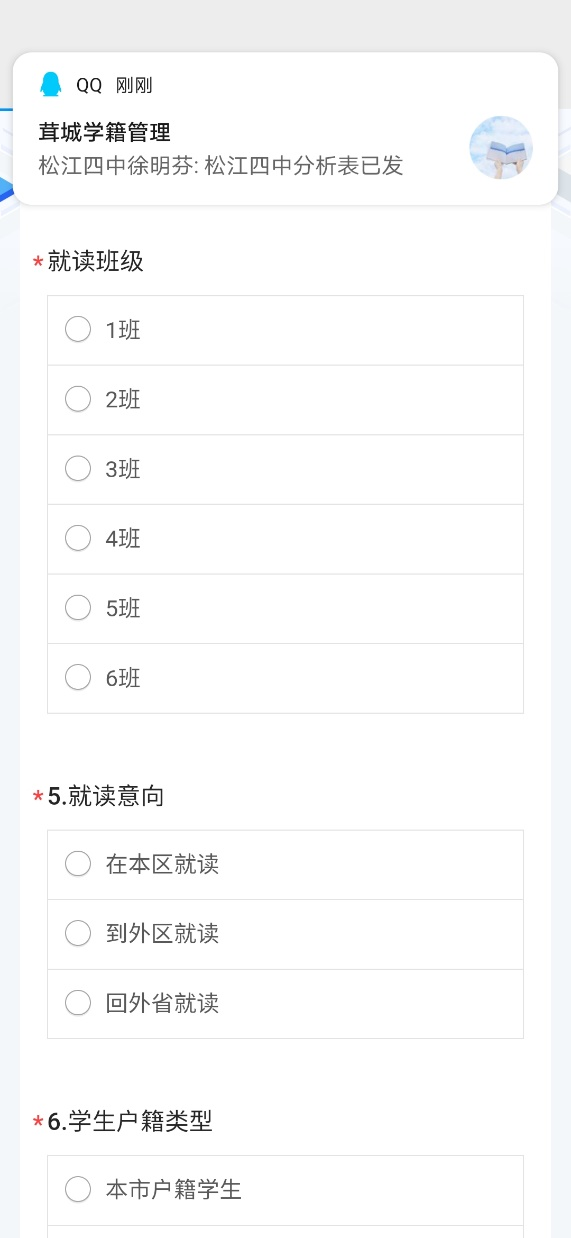 QQ 刚刚
茸城学籍管理
松江四中徐明芬: 松江四中分析表已发
*就读班级
1班
2班
3班
4班
5班
6班
*5.就读意向
在本区就读
到外区就读
回外省就读
*6.学生户籍类型
本市户籍学生